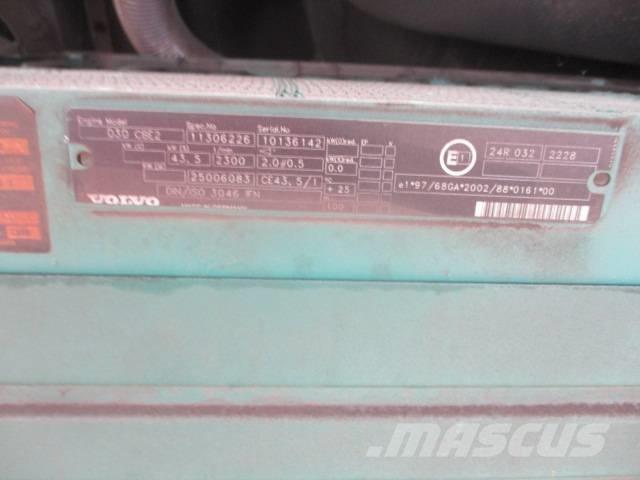 Engine Model Spec.No Serial.No
D3D CBE2 11306226 10136142
24R 032 2228
43,5 2300 2.0#0.5 0.0
25006083 CE43,5/1 + 25
e1*97/68GA*2002/88*0161*00
DIN/ISO 3046 IFN 100
VOLVO
MASCUS